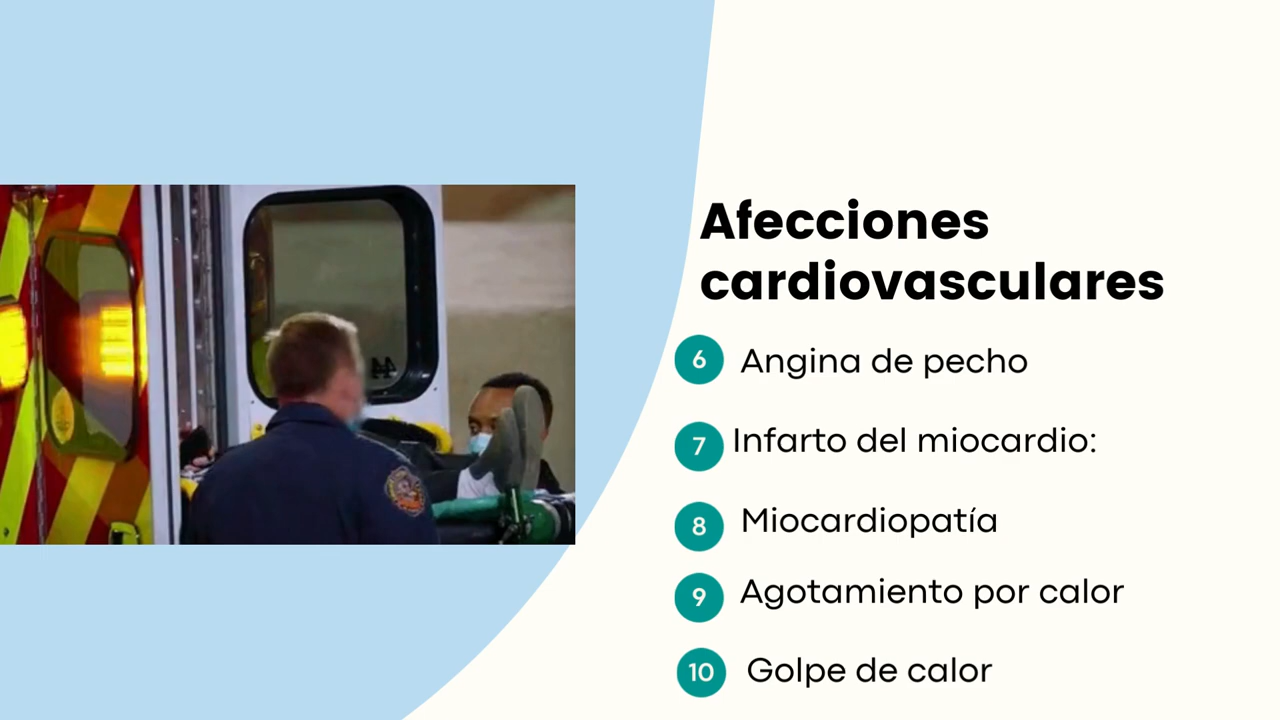 Afecciones
cardiovasculares
6 Angina de pecho
7 Infarto del miocardio:
8 Miocardiopatía
9 Agotamiento por calor
10 Golpe de calor
44